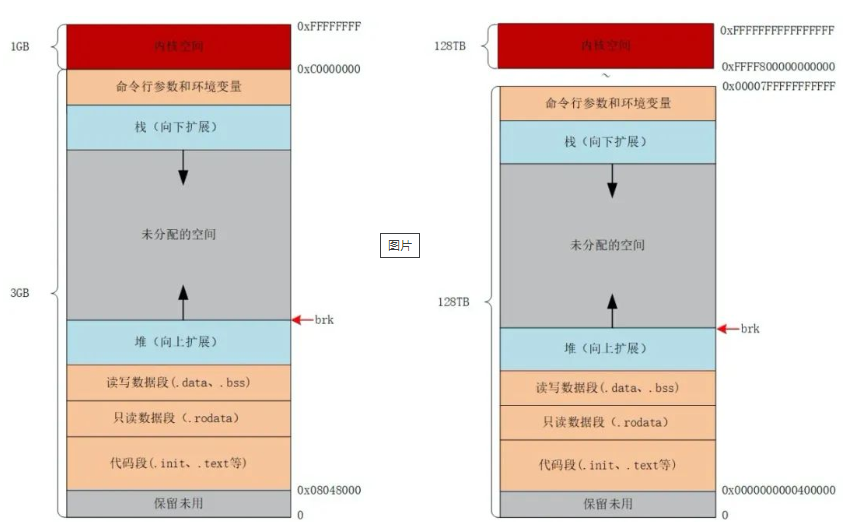 0xFFFFFFFF
1GB
内核空间
0xC0000000
命令行参数和环境变量
栈（向下扩展）
未分配的空间
3GB
brk
堆（向上扩展）
读写数据段(.data、.bss)
只读数据段（.rodata）
代码段(.init、.text等)
0x08048000
保留未用
0
图片
0xFFFFFFFFFFFFFFFF
128TB
内核空间
0xFFFF800000000000
~
0x00007FFFFFFFFFFF
命令行参数和环境变量
栈（向下扩展）
未分配的空间
128TB
brk
堆（向上扩展）
读写数据段(.data、.bss)
只读数据段（.rodata）
代码段(.init、.text等)
0x0000000000400000
保留未用
0